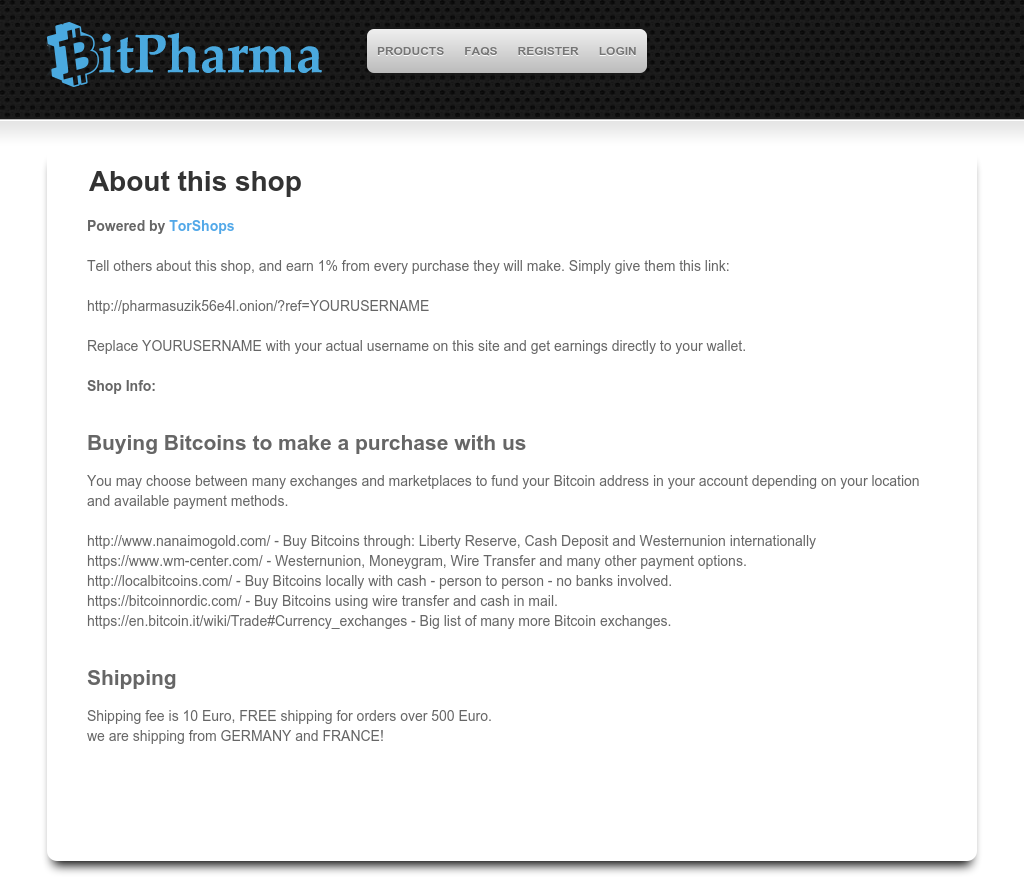 BitPharma
PRODUCTS FAQS REGISTER LOGIN
About this shop
Powered by TorShops
Tell others about this shop, and earn 1% from every purchase they will make. Simply give them this link:
http://pharmasuzik56e4l.onion/?ref=YOURUSERNAME
Replace YOURUSERNAME with your actual username on this site and get earnings directly to your wallet.
Shop Info:
Buying Bitcoins to make a purchase with us
You may choose between many exchanges and marketplaces to fund your Bitcoin address in your account depending on your location
and available payment methods.
http://www.nanaimogold.com/ - Buy Bitcoins through: Liberty Reserve, Cash Deposit and Westernunion internationally
https://www.wm-center.com/ - Westernunion, Moneygram, Wire Transfer and many other payment options.
http://localbitcoins.com/ - Buy Bitcoins locally with cash - person to person - no banks involved.
https://bitcoinnordic.com/ - Buy Bitcoins using wire transfer and cash in mail.
https://en.bitcoin.it/wiki/Trade#Currency_exchanges - Big list of many more Bitcoin exchanges.
Shipping
Shipping fee is 10 Euro, FREE shipping for orders over 500 Euro.
we are shipping from GERMANY and FRANCE!